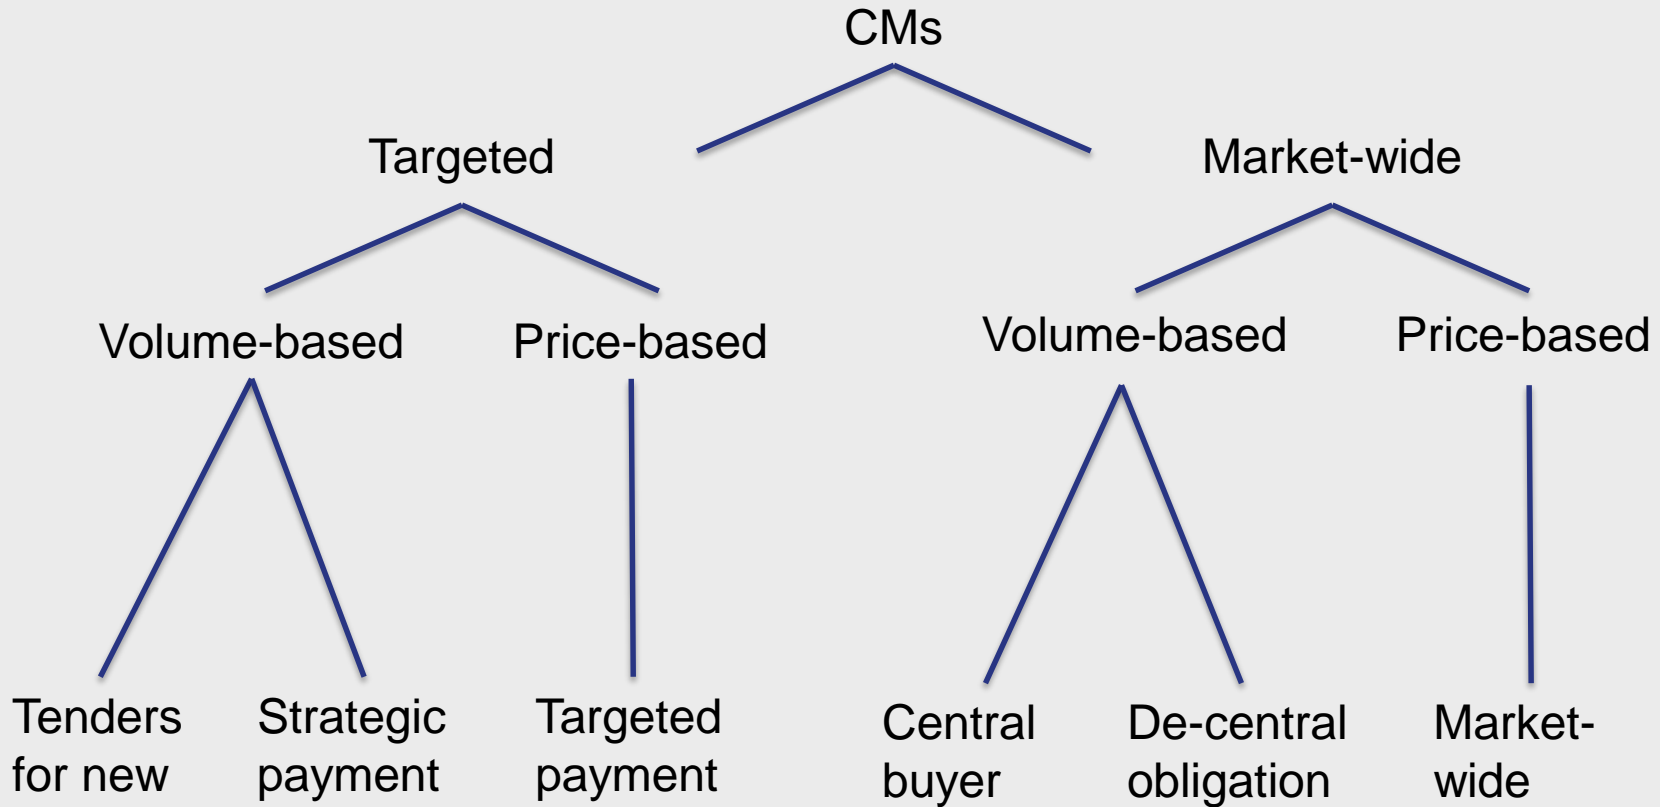 CMs
Targeted
Market-wide
Volume-based
Price-based
Volume-based
Price-based
Tenders
for new
Strategic
payment
Targeted
payment
Central
buyer
De-central
obligation
Market-
wide